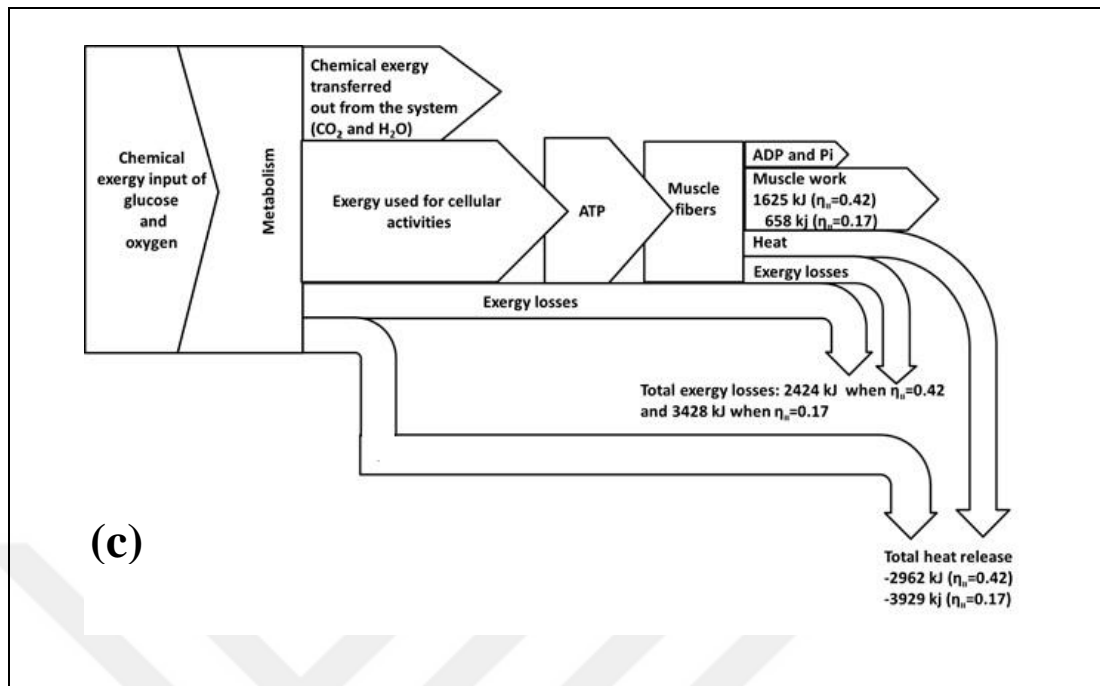 Chemical exergy
transferred
out from the system
(CO₂ and H₂O)
Chemical
exergy input of
glucose
and
oxygen
Metabolism
Exergy used for cellular
activities
ATP
Muscle
fibers
ADP and Pi
Muscle work
1625 kJ (ηII=0.42)
658 kj (ηII=0.17)
Heat
Exergy losses
Exergy losses
Total exergy losses: 2424 kJ when ηII=0.42
and 3428 kJ when ηII=0.17
(c)
Total heat release
-2962 kJ (ηII=0.42)
-3929 kj (ηII=0.17)